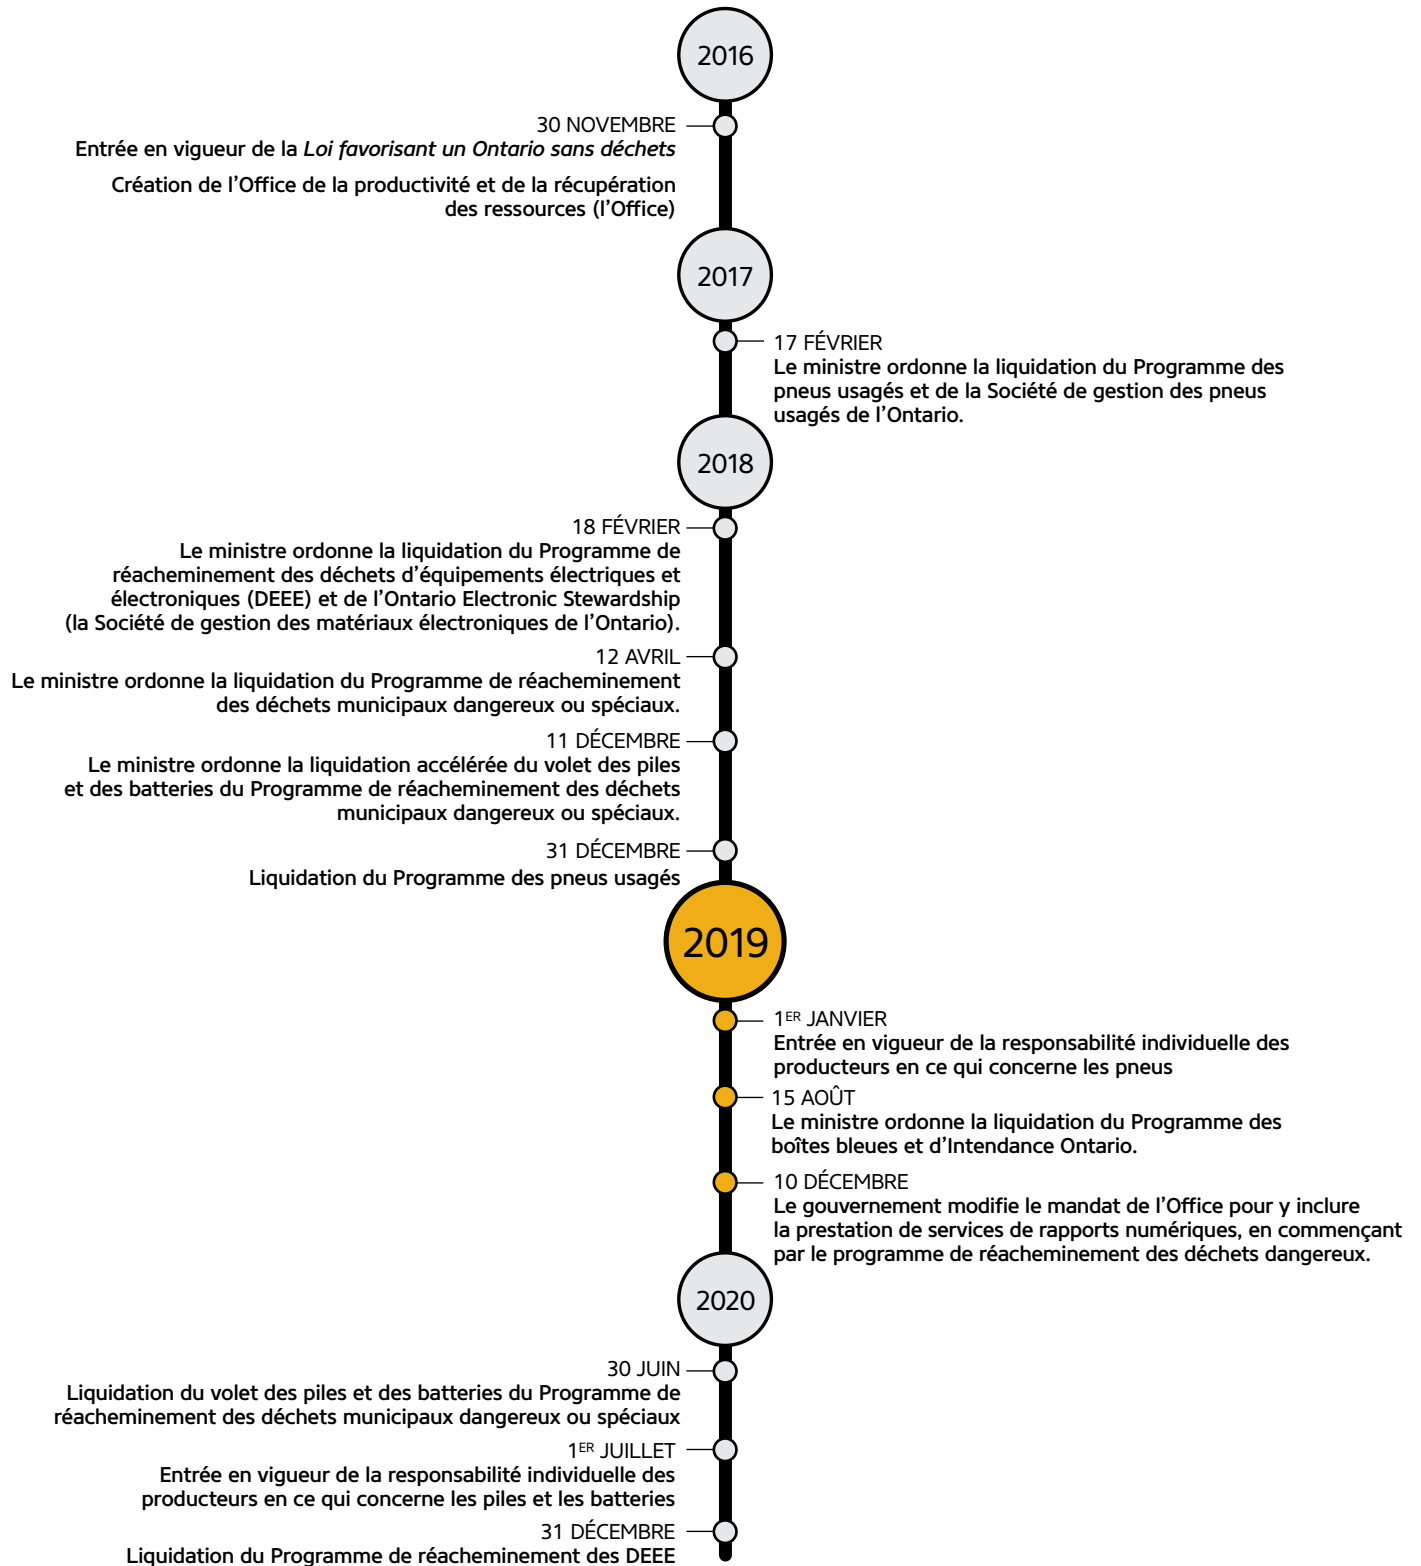 2016
30 NOVEMBRE
Entrée en vigueur de la Loi favorisant un Ontario sans déchets
Création de l’Office de la productivité et de la récupération
des ressources (l’Office)
2017
17 FÉVRIER
Le ministre ordonne la liquidation du Programme des
pneus usagés et de la Société de gestion des pneus
usagés de l’Ontario.
2018
18 FÉVRIER
Le ministre ordonne la liquidation du Programme de
réacheminement des déchets d’équipements électriques et
électroniques (DEEE) et de l’Ontario Electronic Stewardship
(la Société de gestion des matériaux électroniques de l’Ontario).
12 AVRIL
Le ministre ordonne la liquidation du Programme de réacheminement
des déchets municipaux dangereux ou spéciaux.
11 DÉCEMBRE
Le ministre ordonne la liquidation accélérée du volet des piles
et des batteries du Programme de réacheminement des déchets
municipaux dangereux ou spéciaux.
31 DÉCEMBRE
Liquidation du Programme des pneus usagés
2019
1ER JANVIER
Entrée en vigueur de la responsabilité individuelle des
producteurs en ce qui concerne les pneus
15 AOÛT
Le ministre ordonne la liquidation du Programme des
boîtes bleues et d’Intendance Ontario.
10 DÉCEMBRE
Le gouvernement modifie le mandat de l’Office pour y inclure
la prestation de services de rapports numériques, en commençant
par le programme de réacheminement des déchets dangereux.
2020
30 JUIN
Liquidation du volet des piles et des batteries du Programme de
réacheminement des déchets municipaux dangereux ou spéciaux
1ER JUILLET
Entrée en vigueur de la responsabilité individuelle des
producteurs en ce qui concerne les piles et les batteries
31 DÉCEMBRE
Liquidation du Programme de réacheminement des DEEE